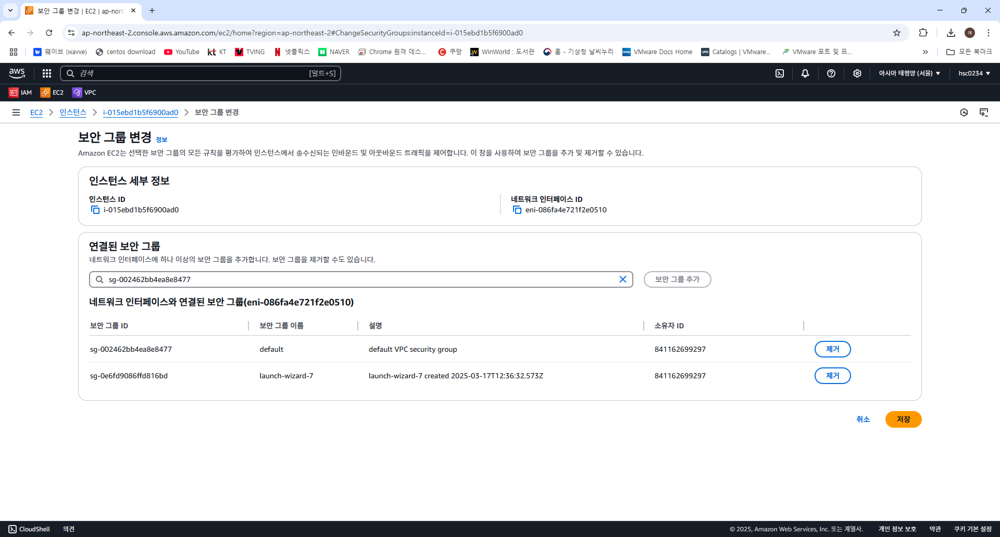 보안 그룹 변경 | EC2 | ap-nort
ap-northeast-2.console.aws.amazon.com/ec2/home?region=ap-northeast-2#ChangeSecurityGroups:instanceId=i-015ebd1b5f6900ad0
애
웨이브 (wavve) centos download YouTube KT TVING 넷플릭스 NAVER Chrome 원격 데스... 쿠팡 WinWorld : 도서관 홈 - 기상청 날씨누리 VMware Docs Home Catalogs | VMware... VMware 포트 및 프... 모든 북마크
aws 검색 [알트+S] 아시아 태평양 (서울) hsc0234
IAM EC2 VPC
EC2 인스턴스 i-015ebd1b5f6900ad0 보안 그룹 변경
보안 그룹 변경 정보
Amazon EC2는 선택한 보안 그룹의 모든 규칙을 평가하여 인스턴스에서 송수신되는 인바운드 및 아웃바운드 트래픽을 제어합니다. 이 창을 사용하여 보안 그룹을 추가 및 제거할 수 있습니다.
인스턴스 세부 정보
인스턴스 ID 네트워크 인터페이스 ID
i-015ebd1b5f6900ad0 eni-086fa4e721f2e0510
연결된 보안 그룹
네트워크 인터페이스에 하나 이상의 보안 그룹을 추가합니다. 보안 그룹을 제거할 수도 있습니다.
sg-002462bb4ea8e8477 보안 그룹 추가
네트워크 인터페이스와 연결된 보안 그룹(eni-086fa4e721f2e0510)
보안 그룹 ID 보안 그룹 이름 설명 소유자 ID
sg-002462bb4ea8e8477 default default VPC security group 841162699297 제거
sg-0e6fd9086ffd816bd launch-wizard-7 launch-wizard-7 created 2025-03-17T12:36:32.573Z 841162699297 제거
취소 저장
CloudShell 의견 © 2025, Amazon Web Services, Inc. 또는 계열사. 개인 정보 보호 약관 쿠키 기본 설정